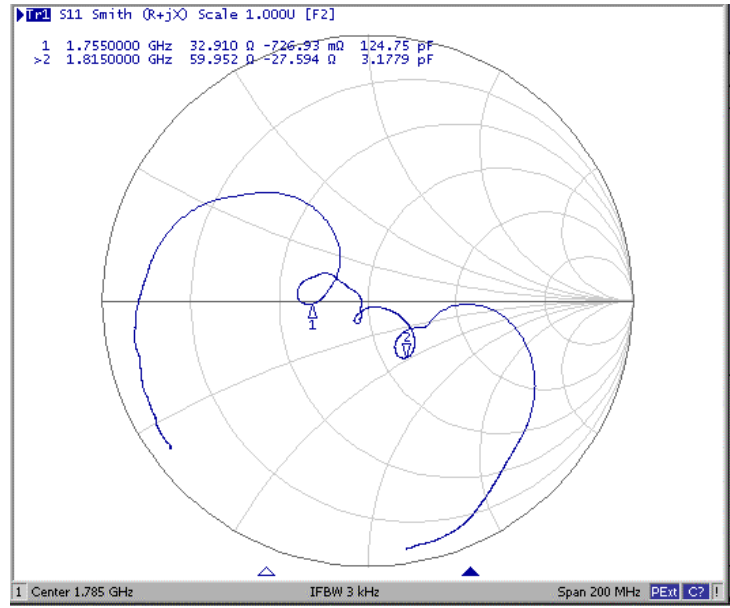 Tr1 S11 Smith (R+jX) Scale 1.000U [F2]
1 1.7550000 GHz 32.910 Ω -726.93 mΩ 124.75 pF
>2 1.8150000 GHz 59.952 Ω -27.594 Ω 3.1779 pF
2
1
1 Center 1.785 GHz IFBW 3 kHz Span 200 MHz PExt C? !